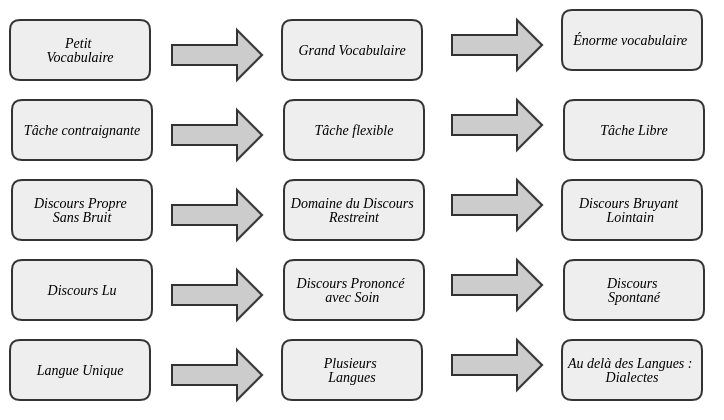 Petit
Vocabulaire
Grand Vocabulaire
Énorme vocabulaire
Tâche contraignante
Tâche flexible
Tâche Libre
Discours Propre
Sans Bruit
Domaine du Discours
Restreint
Discours Bruyant
Lointain
Discours Lu
Discours Prononcé
avec Soin
Discours
Spontané
Langue Unique
Plusieurs
Langues
Au delà des Langues :
Dialectes